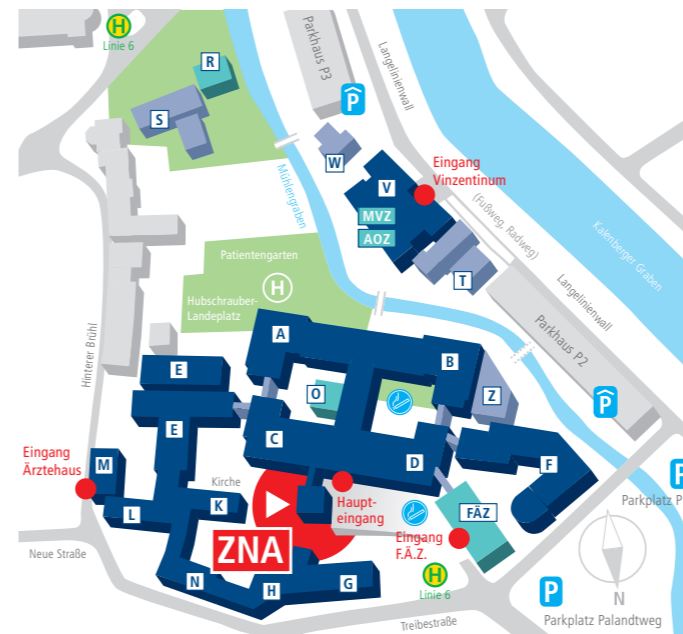 H
Linie 6
R
S
Parkhaus P3
P
Langelinienwall
W
V
MVZ
AOZ
Eingang
Vinzentinum
(Fußweg, Radweg)
Kalenberger Graben
Mühlengraben
T
Langelinienwall
Parkhaus P2
P
Patientengarten
H
Hubschrauber-
Landeplatz
Hinterer Brühl
A
B
Z
E
O
E
C
D
F
Eingang
Ärztehaus
M
L
Kirche
K
Haupt-
eingang
FÄZ
Eingang
F.Ä.Z.
ZNA
Neue Straße
N
H
G
H
Linie 6
Treibestraße
P
Parkplatz P
N
P
Parkplatz Palandtweg